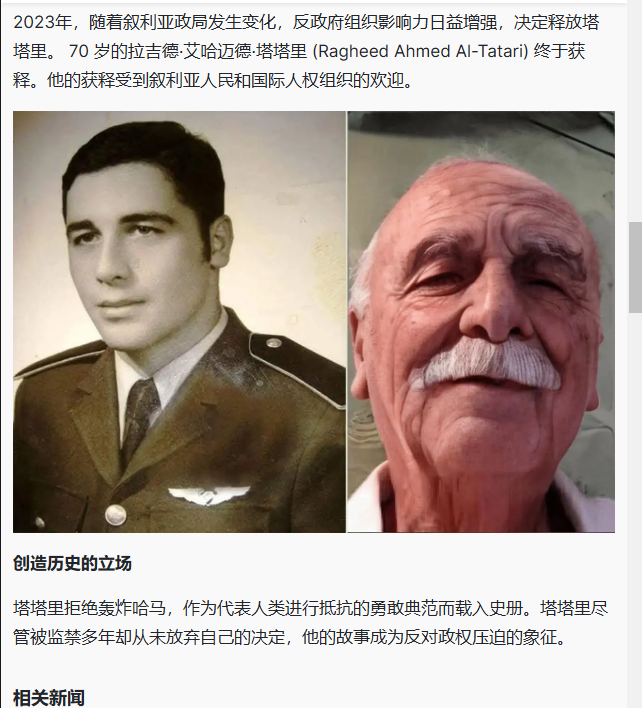 2023年，随着叙利亚政局发生变化，反政府组织影响力日益增强，决定释放塔
塔里。 70 岁的拉吉德·艾哈迈德·塔塔里 (Ragheed Ahmed Al-Tatari) 终于获
释。他的获释受到叙利亚人民和国际人权组织的欢迎。
创造历史的立场
塔塔里拒绝轰炸哈马，作为代表人类进行抵抗的勇敢典范而载入史册。塔塔里尽
管被监禁多年却从未放弃自己的决定，他的故事成为反对政权压迫的象征。
相关新闻